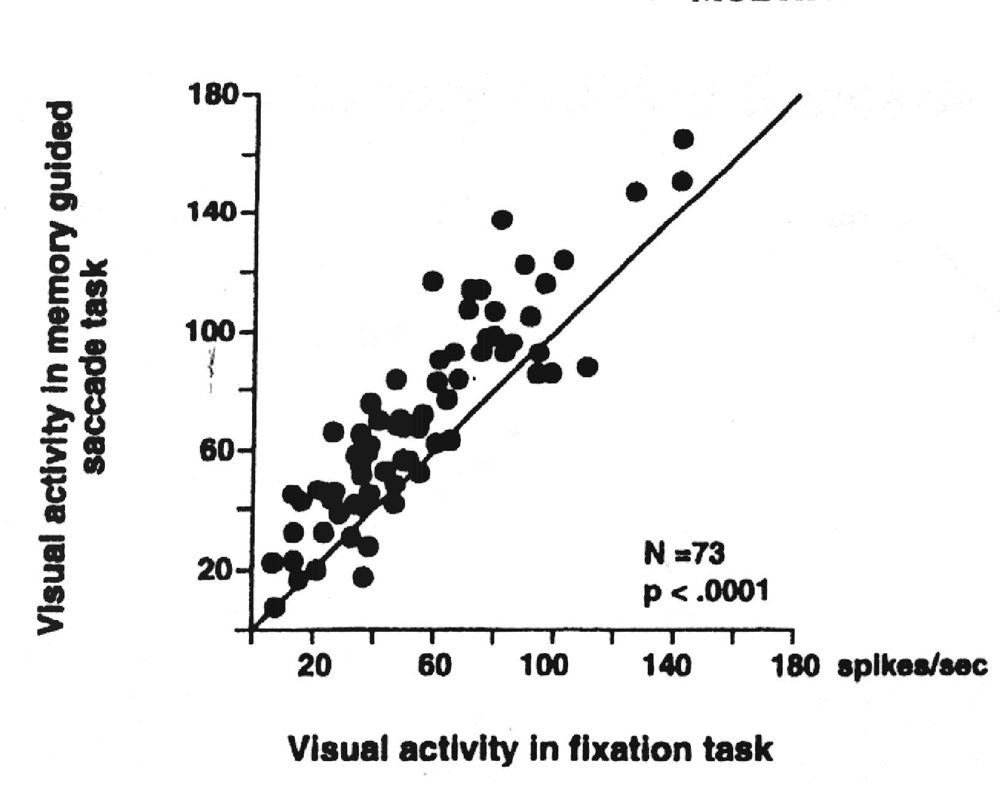 Visual activity in memory guided
saccade task
180
140
100
60
20
N =73
p < .0001
20 60 100 140 180 spikes/sec
Visual activity in fixation task